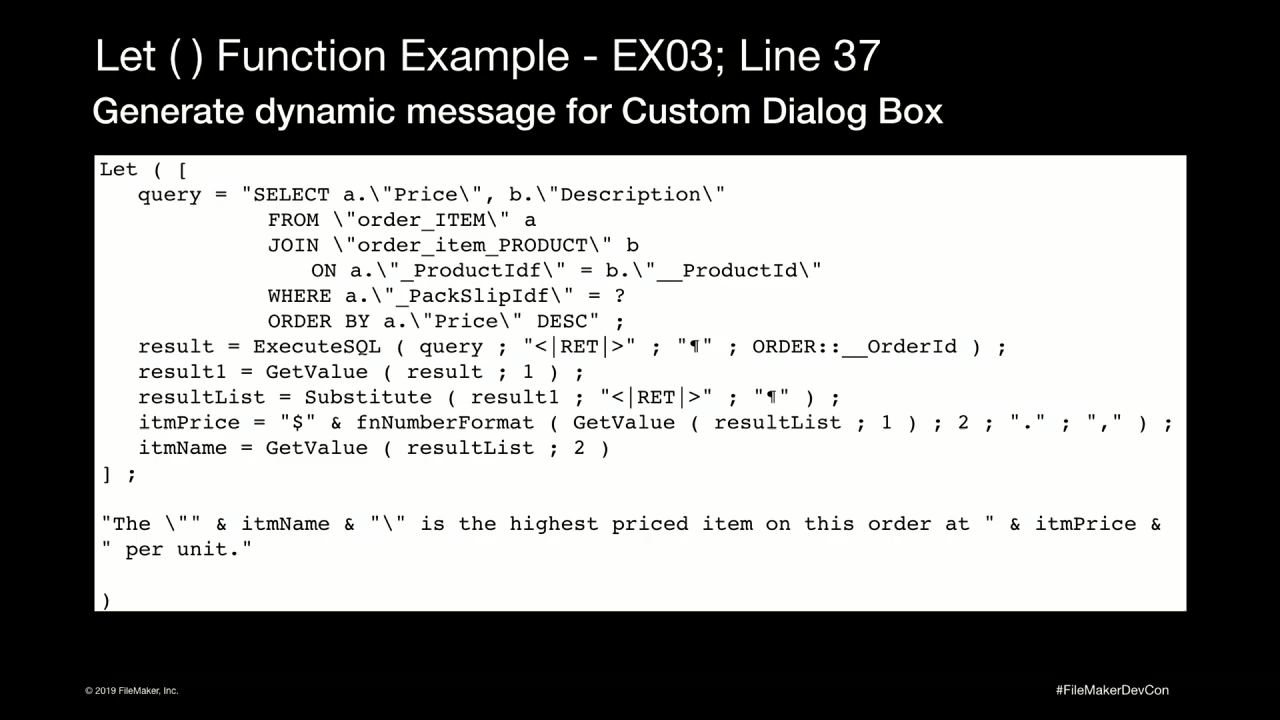 Let ( ) Function Example - EX03; Line 37
Generate dynamic message for Custom Dialog Box
Let ( [
query = "SELECT a.\"Price\", b.\"Description\"
FROM \"order_ITEM\" a
JOIN \"order_item_PRODUCT\" b
ON a.\"_ProductIdf\" = b.\"__ProductId\"
WHERE a.\"_PackSlipIdf\" = ?
ORDER BY a.\"Price\" DESC" ;
result = ExecuteSQL ( query ; "<|RET|>" ; "¶" ; ORDER::__OrderId ) ;
result1 = GetValue ( result ; 1 ) ;
resultList = Substitute ( result1 ; "<|RET|>" ; "¶" ) ;
itmPrice = "$" & fnNumberFormat ( GetValue ( resultList ; 1 ) ; 2 ; "." ; "," ) ;
itmName = GetValue ( resultList ; 2 )
] ;
"The \"" & itmName & "\" is the highest priced item on this order at " & itmPrice &
" per unit."
)
© 2019 FileMaker, Inc.
#FileMakerDevCon